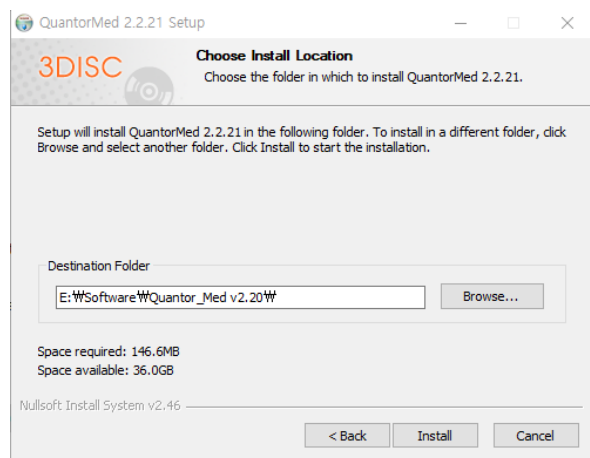 QuantorMed 2.2.21 Setup
3DISC
Choose Install Location
Choose the folder in which to install QuantorMed 2.2.21.
Setup will install QuantorMed 2.2.21 in the following folder. To install in a different folder, click
Browse and select another folder. Click Install to start the installation.
Destination Folder
E:₩Software₩Quantor_Med v2.20₩
Browse...
Space required: 146.6MB
Space available: 36.0GB
Nullsoft Install System v2.46
< Back
Install
Cancel